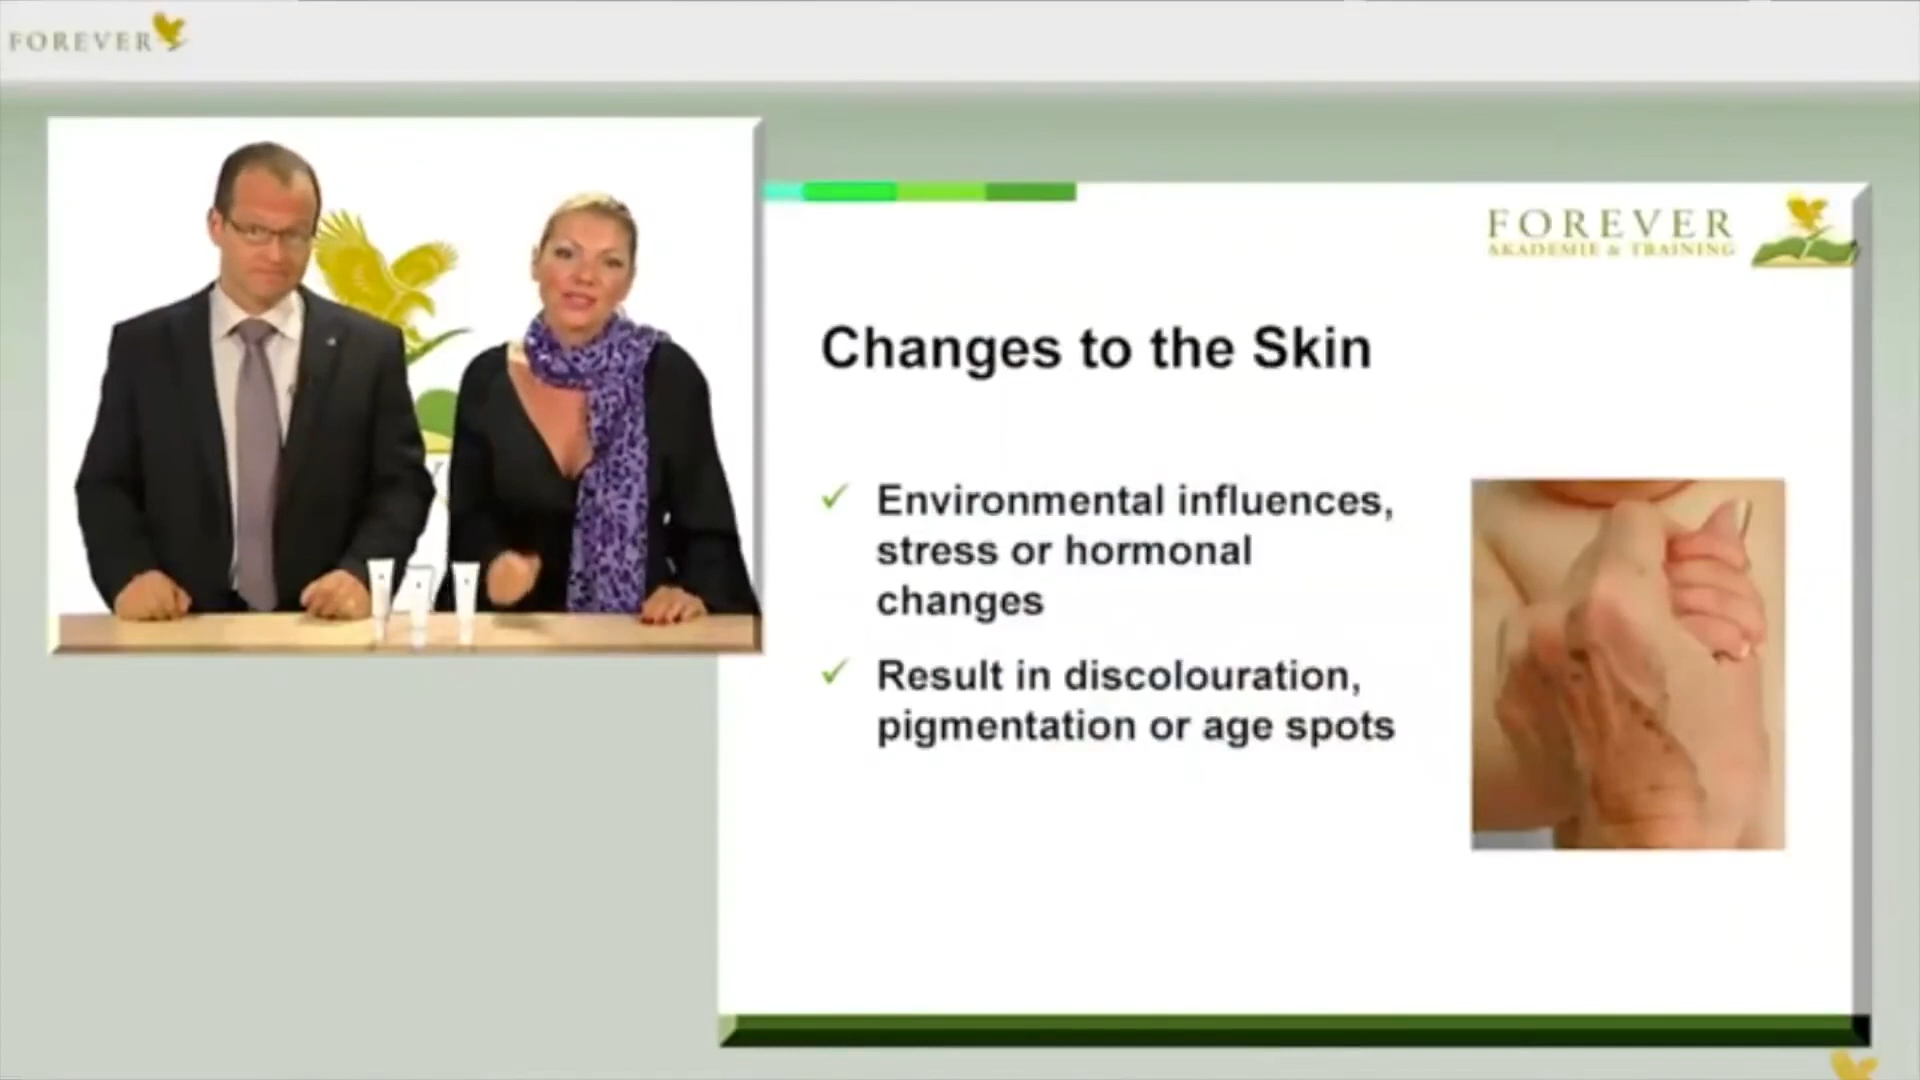 FOREVER
FOREVER
AKADEMIE & TRAINING
Changes to the Skin
Environmental influences,
stress or hormonal
changes
Result in discolouration,
pigmentation or age spots